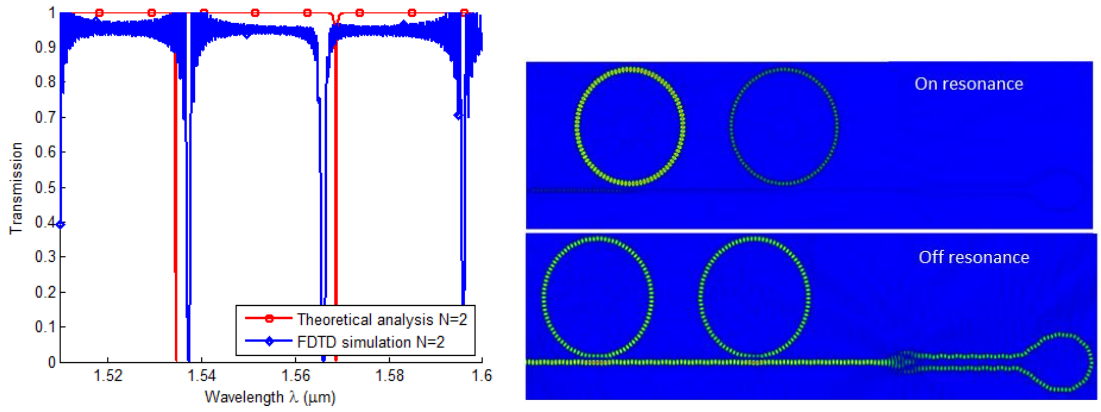 1
0.9
0.8
0.7
0.6
0.5
0.4
0.3
0.2
0.1
0
Transmission
1.52
1.54
1.56
1.58
1.6
Wavelength λ (μm)
Theoretical analysis N=2
FDTD simulation N=2
On resonance
Off resonance